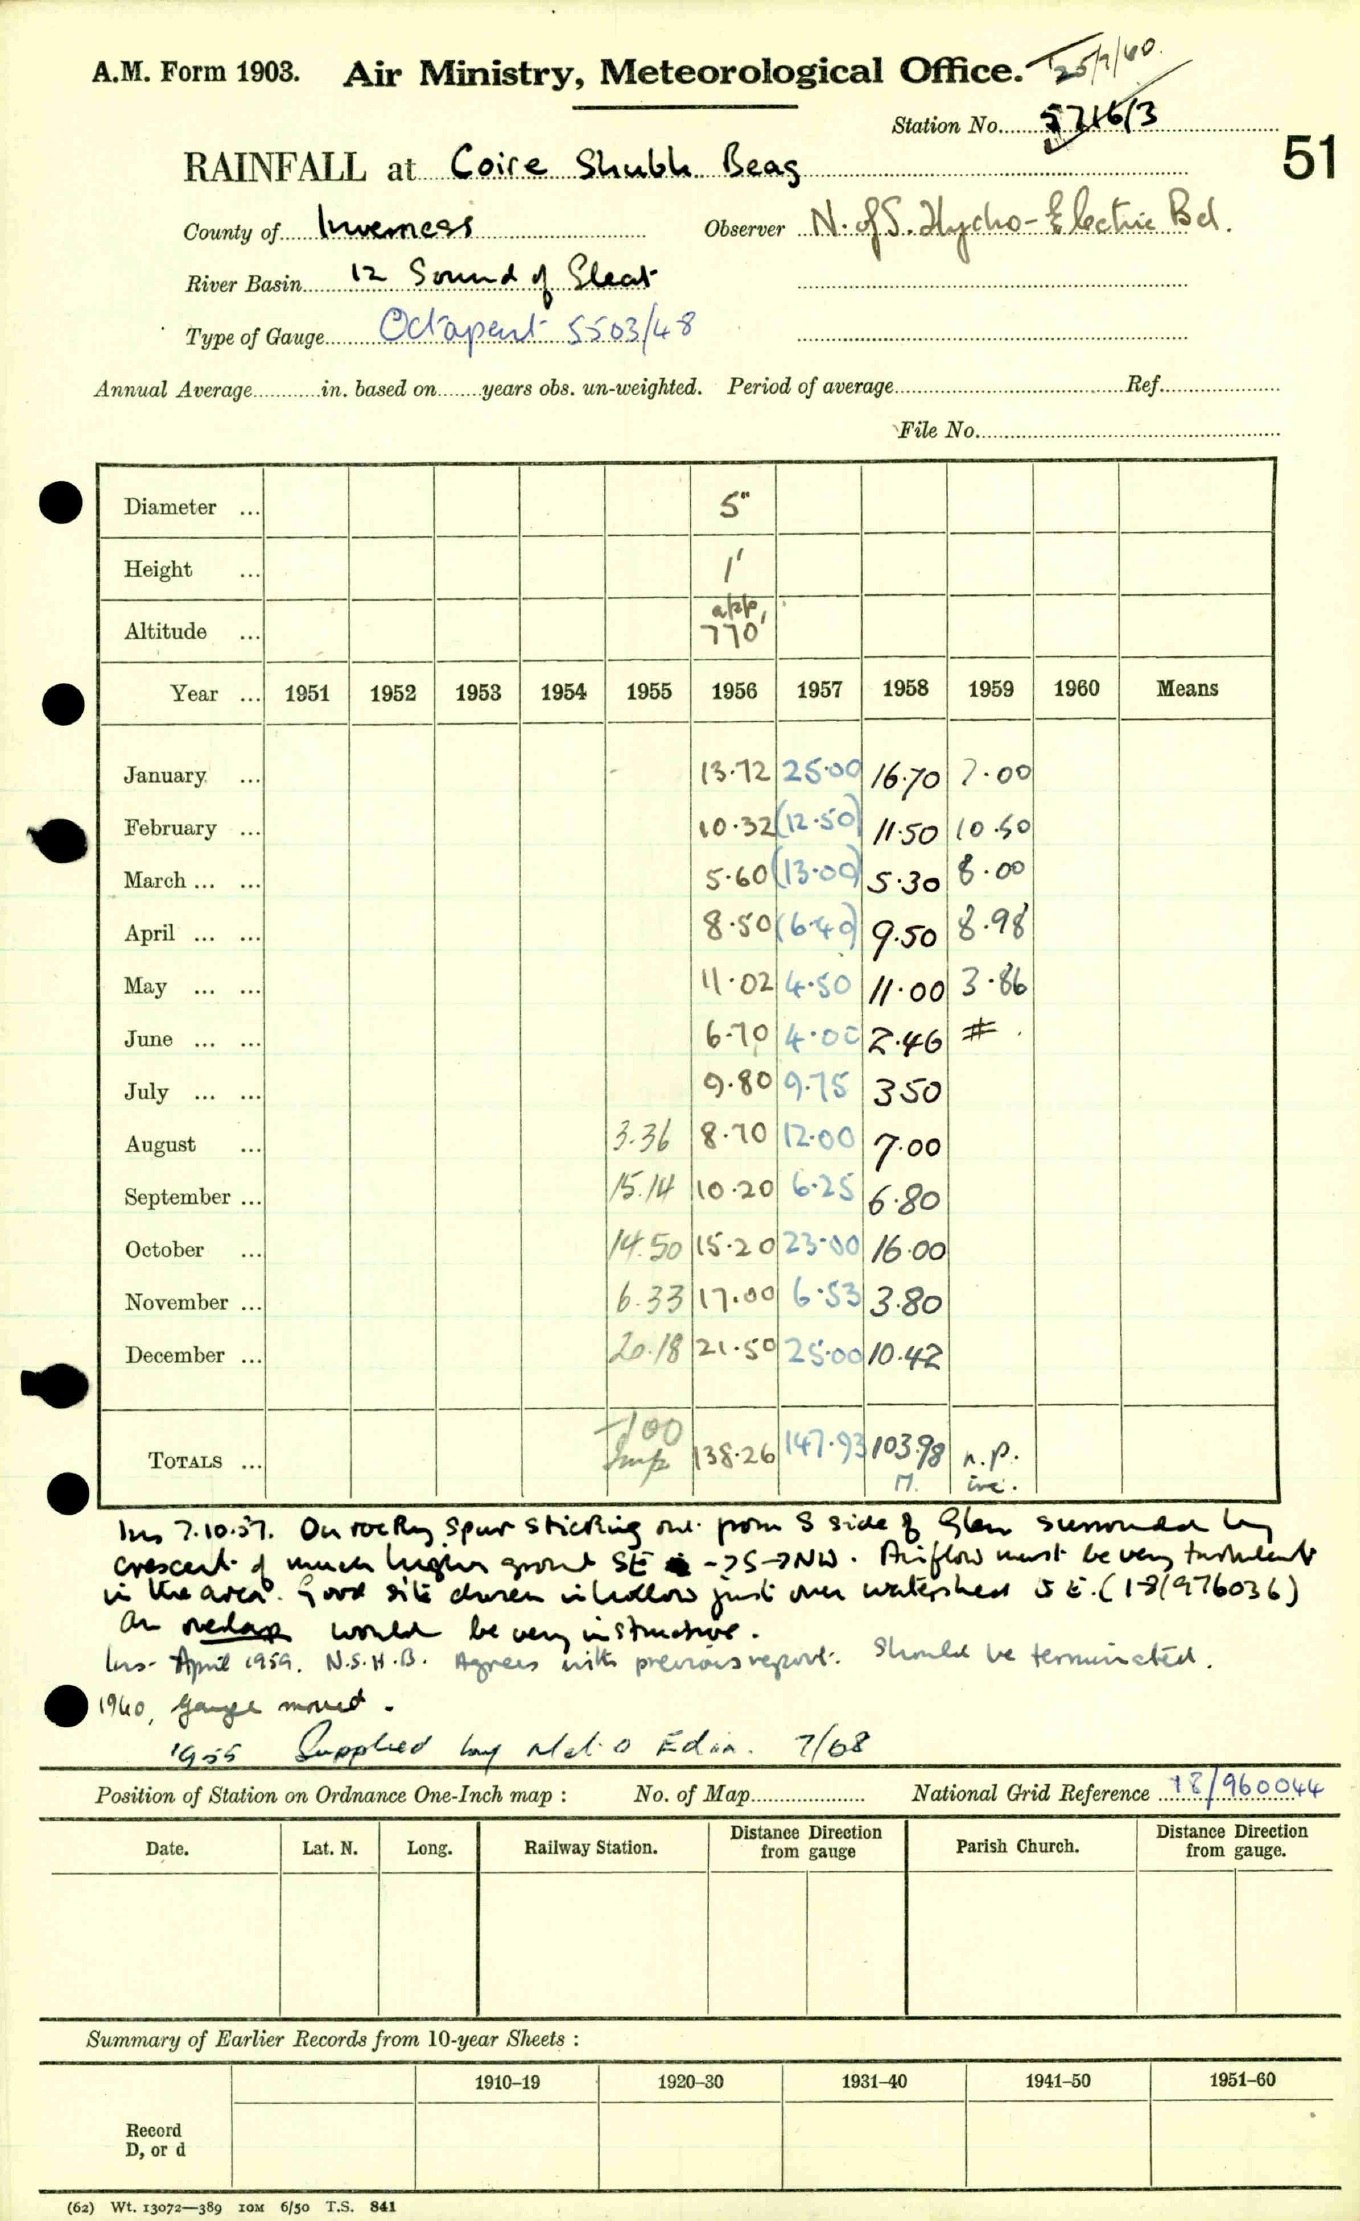 A.M. Form 1903. Air Ministry, Meteorological Office. 25/7/60.
Station No. 5716/3
51
RAINFALL at Coire Shubh Beag
County of Inverness Observer N. of S. Hydro-Electric Bd.
River Basin 12 Sound of Sleat
Type of Gauge Octapent 5503/48
Annual Average in. based on years obs. un-weighted. Period of average Ref.
File No.
Diameter ... 5"
Height ... 1'
Altitude ... app. 770'
Year ... 1951 1952 1953 1954 1955 1956 1957 1958 1959 1960 Means
January ... 13.72 25.00 16.70 7.00
February ... 10.32 (12.50) 11.50 10.50
March ... ... 5.60 (13.00) 5.30 8.00
April ... ... 8.50 (6.40) 9.50 8.98
May ... ... 11.02 4.50 11.00 3.86
June ... ... 6.70 4.00 2.46 #
July ... ... 9.80 9.75 3.50
August ... 3.36 8.70 12.00 7.00
September ... 15.14 10.20 6.25 6.80
October ... 14.50 15.20 23.00 16.00
November ... 6.33 17.00 6.53 3.80
December ... 20.18 21.50 25.00 10.42
TOTALS ... 138.26 147.93 103.98 n.p.
M. inc.
Ins 7.10.57. On rocky spur sticking out from S side of Glen surrounded by
crescent of much higher ground SE ->S->NW. Airflow must be very turbulent
in the area. Good site chosen in hollow just over watershed SE. (18/976036)
An overlap would be very instructive.
Ins. April 1959. N.S.H.B. Agrees with previous report. Should be terminated.
1960, gauge moved.
1955 Supplied by Met O Edin. 7/68
Position of Station on Ordnance One-Inch map : No. of Map National Grid Reference 18/960044
Date. Lat. N. Long. Railway Station. Distance Direction from gauge Parish Church. Distance Direction from gauge.
Summary of Earlier Records from 10-year Sheets :
1910–19 1920–30 1931–40 1941–50 1951–60
Record
D, or d
(62) Wt. 13072—389 10M 6/50 T.S. 841